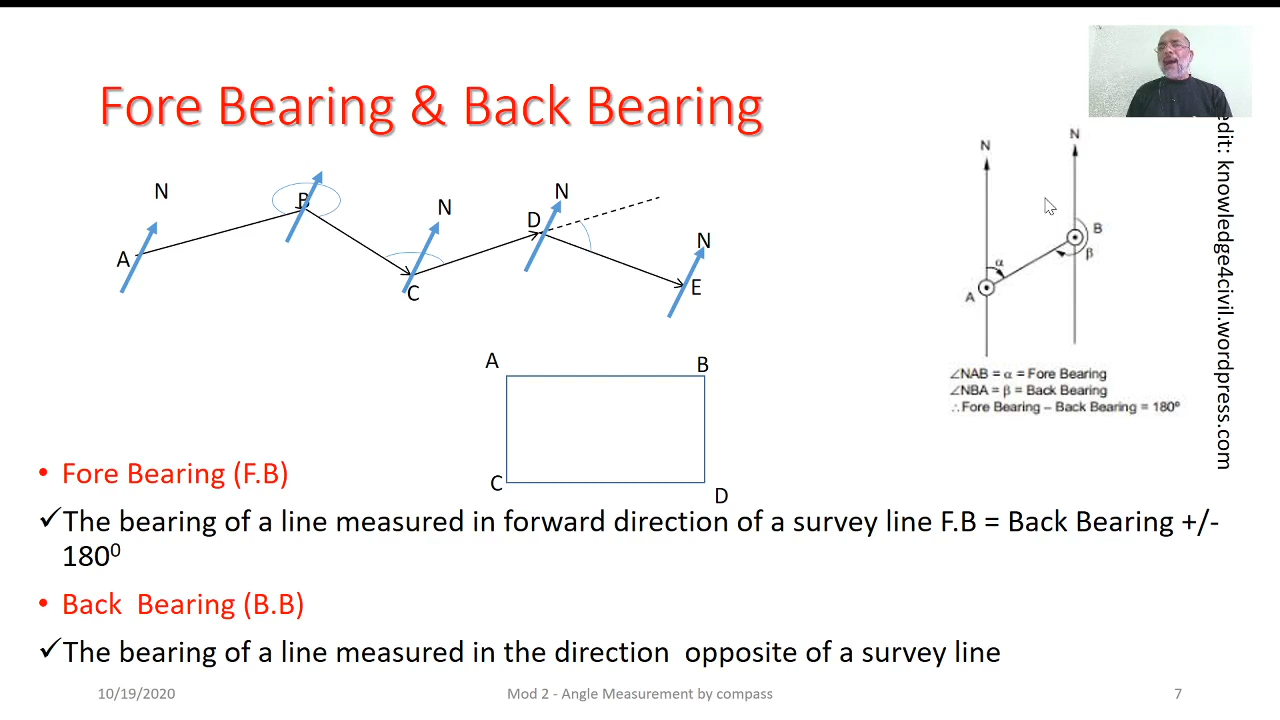 Fore Bearing & Back Bearing
N
B
N
N
D
N
A
C
E
A
B
C
D
N
N
B
β
α
A
∠NAB = α = Fore Bearing
∠NBA = β = Back Bearing
∴Fore Bearing – Back Bearing = 180º
edit: knowledge4civil.wordpress.com
• Fore Bearing (F.B)
✓The bearing of a line measured in forward direction of a survey line F.B = Back Bearing +/-
180⁰
• Back  Bearing (B.B)
✓The bearing of a line measured in the direction  opposite of a survey line
10/19/2020
Mod 2 - Angle Measurement by compass
7